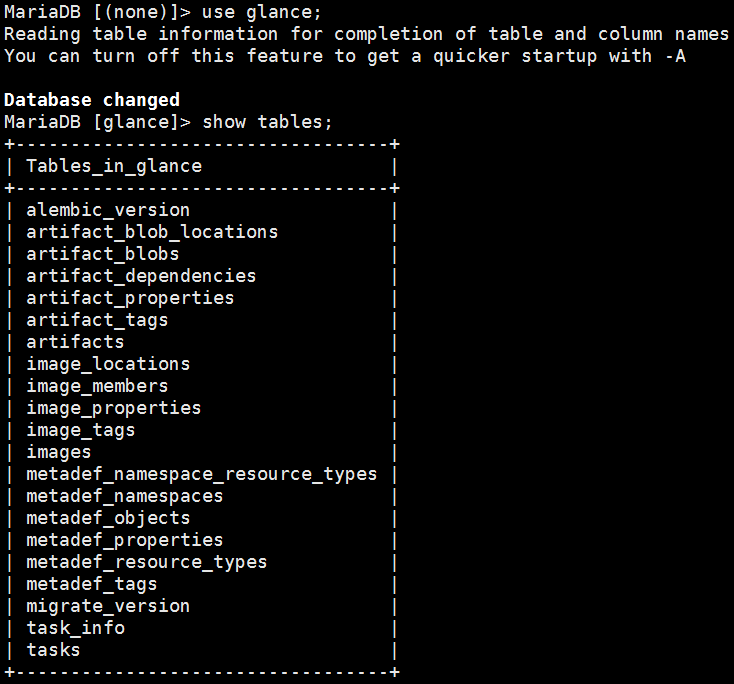 MariaDB [(none)]> use glance;
Reading table information for completion of table and column names
You can turn off this feature to get a quicker startup with -A

Database changed
MariaDB [glance]> show tables;
+----------------------------------+
| Tables_in_glance                 |
+----------------------------------+
| alembic_version                  |
| artifact_blob_locations          |
| artifact_blobs                   |
| artifact_dependencies            |
| artifact_properties              |
| artifact_tags                    |
| artifacts                        |
| image_locations                  |
| image_members                    |
| image_properties                 |
| image_tags                       |
| images                           |
| metadef_namespace_resource_types |
| metadef_namespaces               |
| metadef_objects                  |
| metadef_properties               |
| metadef_resource_types           |
| metadef_tags                     |
| migrate_version                  |
| task_info                        |
| tasks                            |
+----------------------------------+